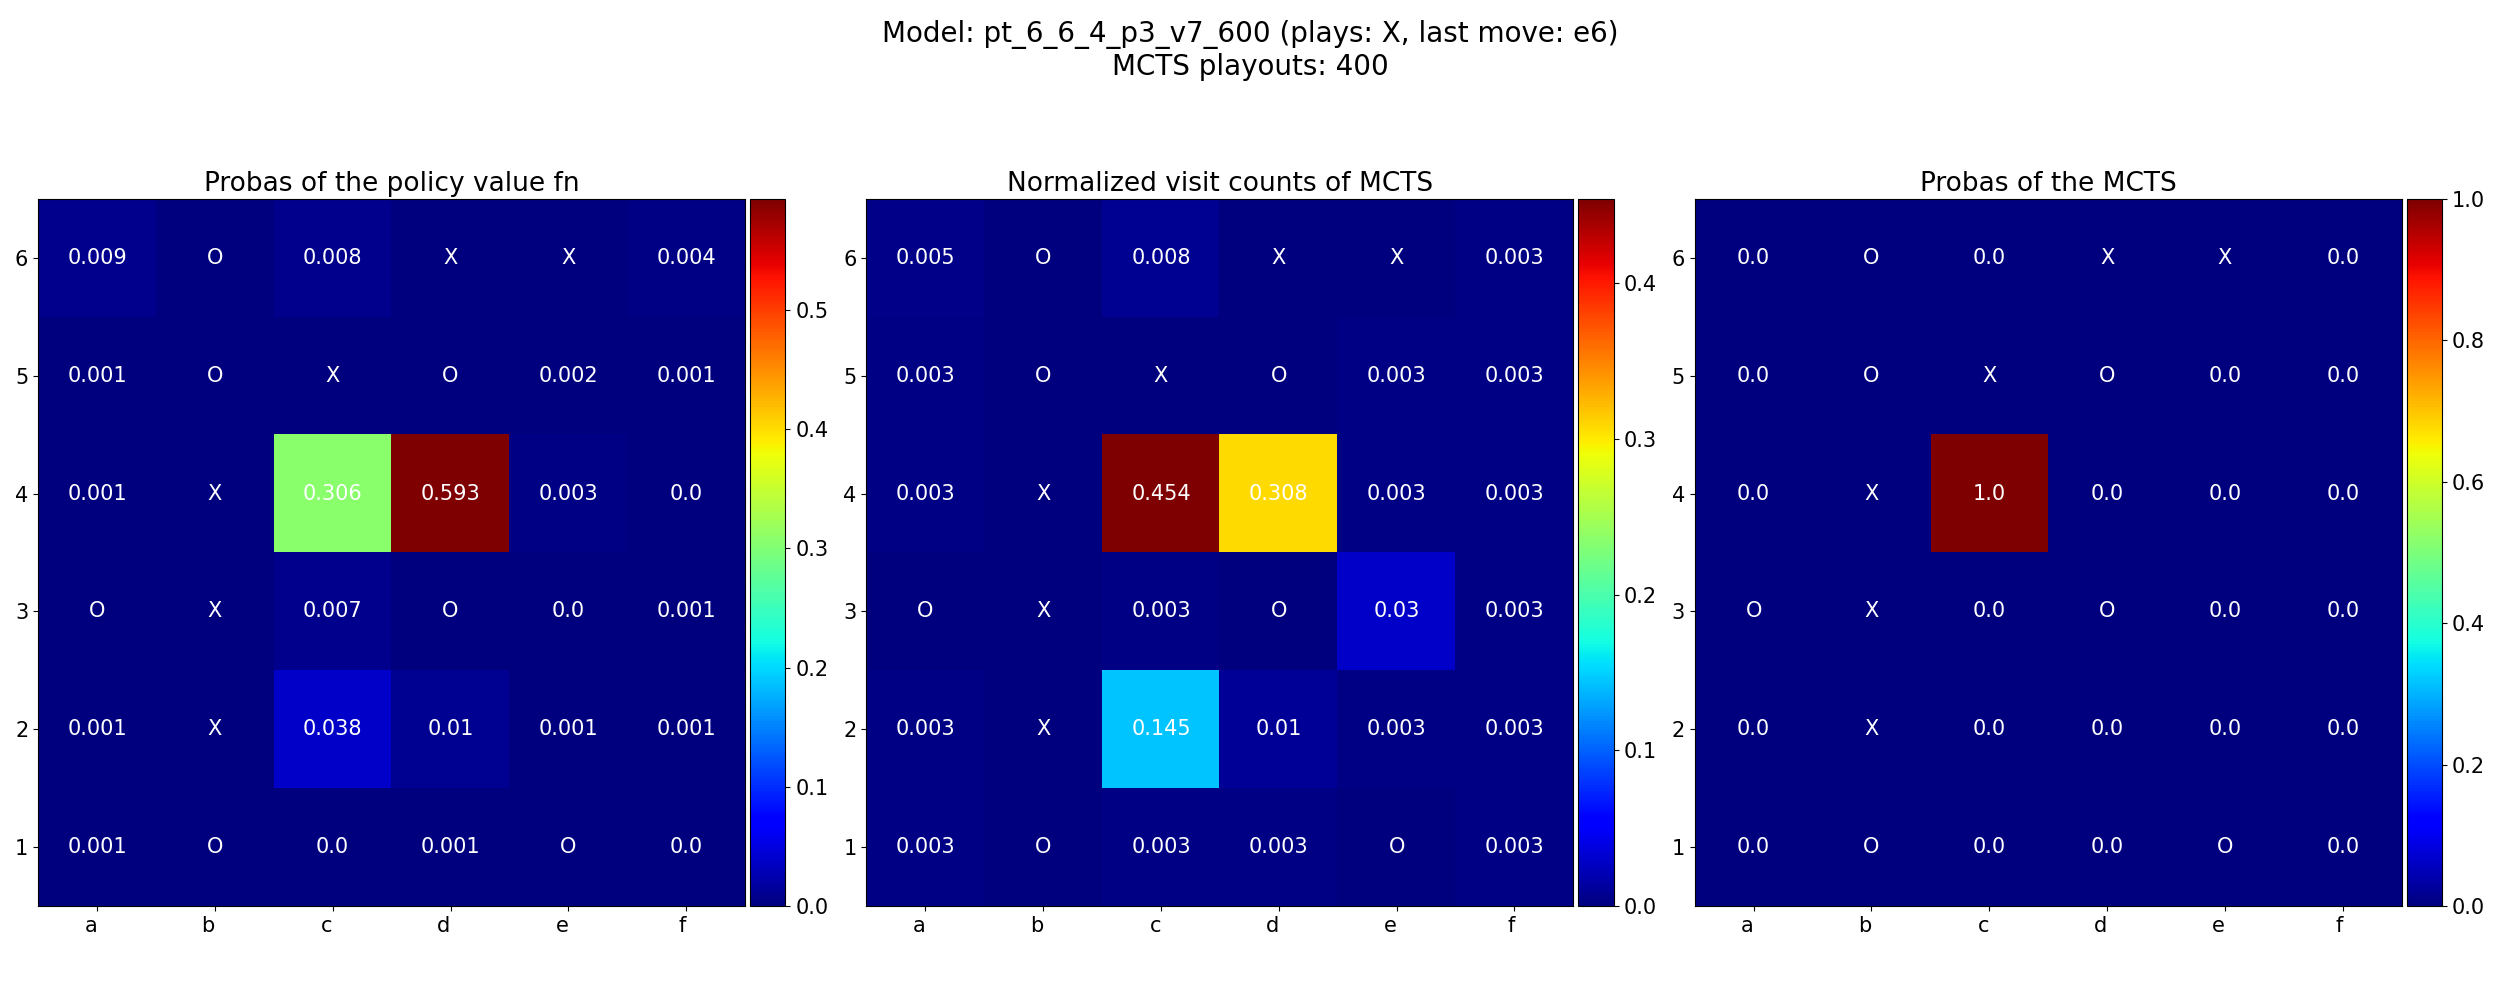 Model: pt_6_6_4_p3_v7_600 (plays: X, last move: e6)
MCTS playouts: 400
Probas of the policy value fn
6 0.009 O 0.008 X X 0.004
5 0.001 O X O 0.002 0.001
4 0.001 X 0.306 0.593 0.003 0.0
3 O X 0.007 O 0.0 0.001
2 0.001 X 0.038 0.01 0.001 0.001
1 0.001 O 0.0 0.001 O 0.0
a b c d e f
0.5
0.4
0.3
0.2
0.1
0.0
Normalized visit counts of MCTS
6 0.005 O 0.008 X X 0.003
5 0.003 O X O 0.003 0.003
4 0.003 X 0.454 0.308 0.003 0.003
3 O X 0.003 O 0.03 0.003
2 0.003 X 0.145 0.01 0.003 0.003
1 0.003 O 0.003 0.003 O 0.003
a b c d e f
0.4
0.3
0.2
0.1
0.0
Probas of the MCTS
6 0.0 O 0.0 X X 0.0
5 0.0 O X O 0.0 0.0
4 0.0 X 1.0 0.0 0.0 0.0
3 O X 0.0 O 0.0 0.0
2 0.0 X 0.0 0.0 0.0 0.0
1 0.0 O 0.0 0.0 O 0.0
a b c d e f
1.0
0.8
0.6
0.4
0.2
0.0